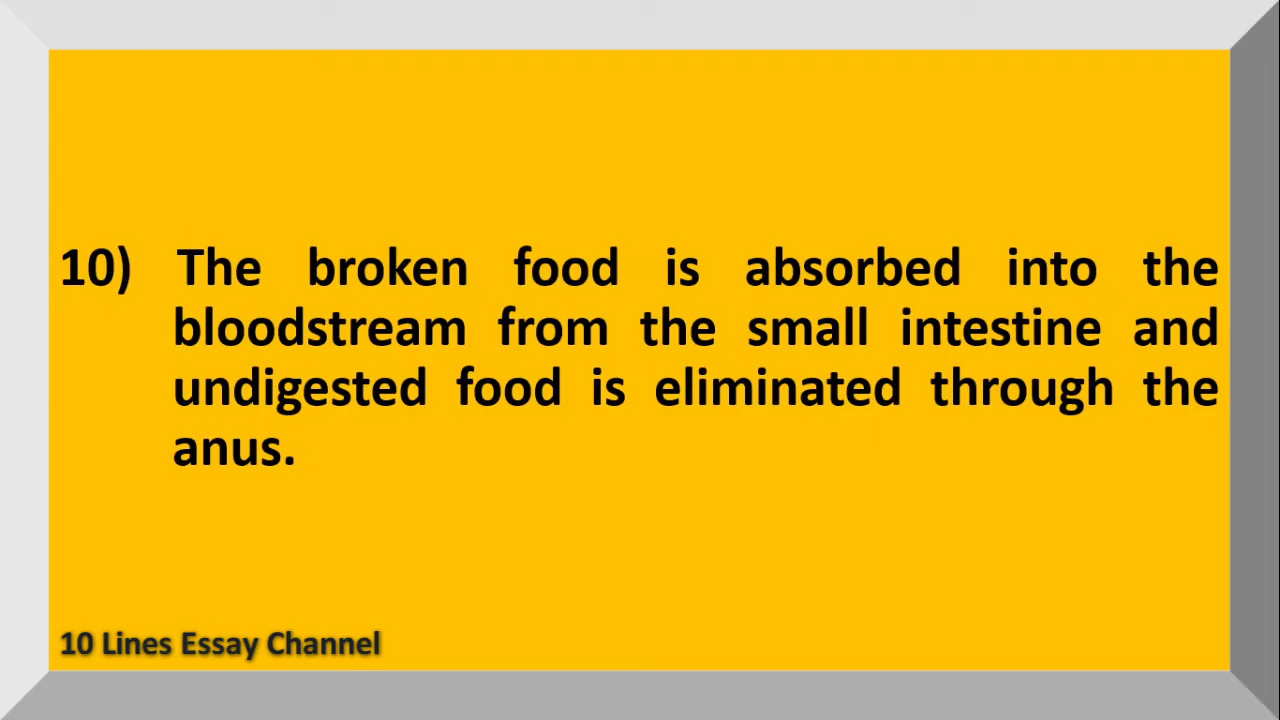 10) The broken food is absorbed into the
bloodstream from the small intestine and
undigested food is eliminated through the
anus.
10 Lines Essay Channel